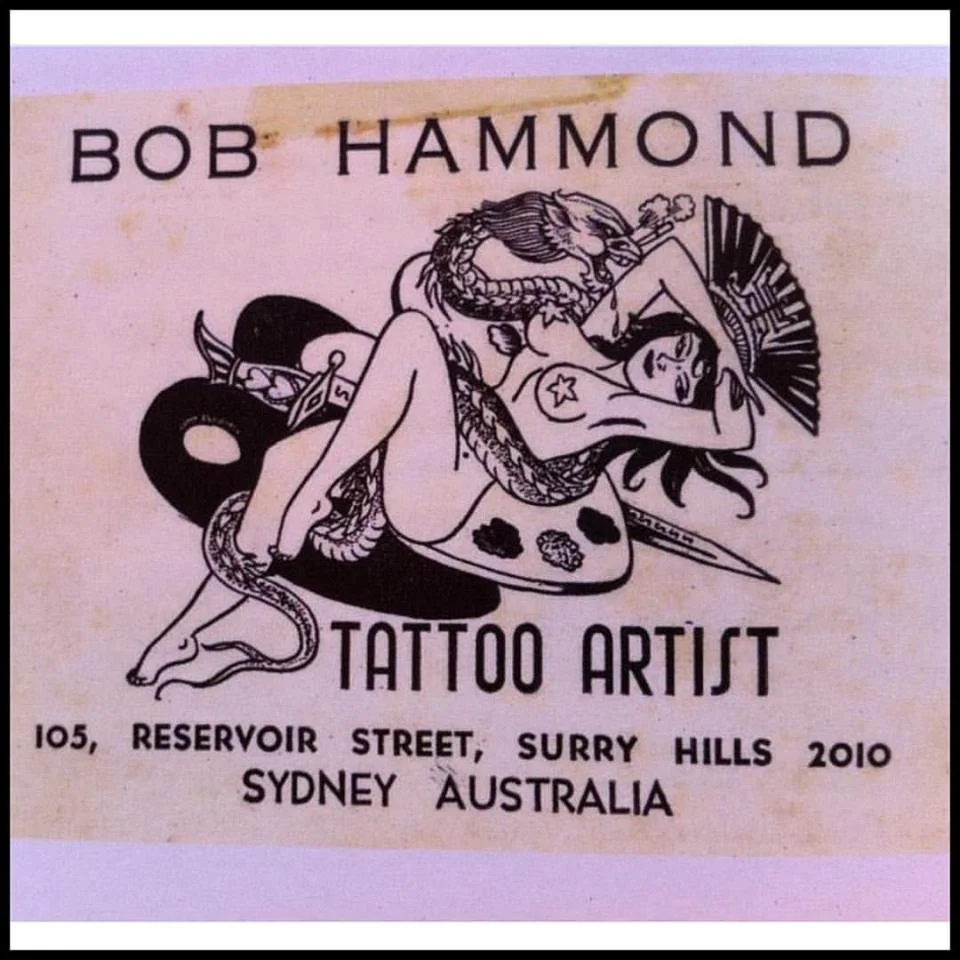 BOB HAMMOND
TATTOO ARTIST
105, RESERVOIR STREET, SURRY HILLS 2010
SYDNEY AUSTRALIA